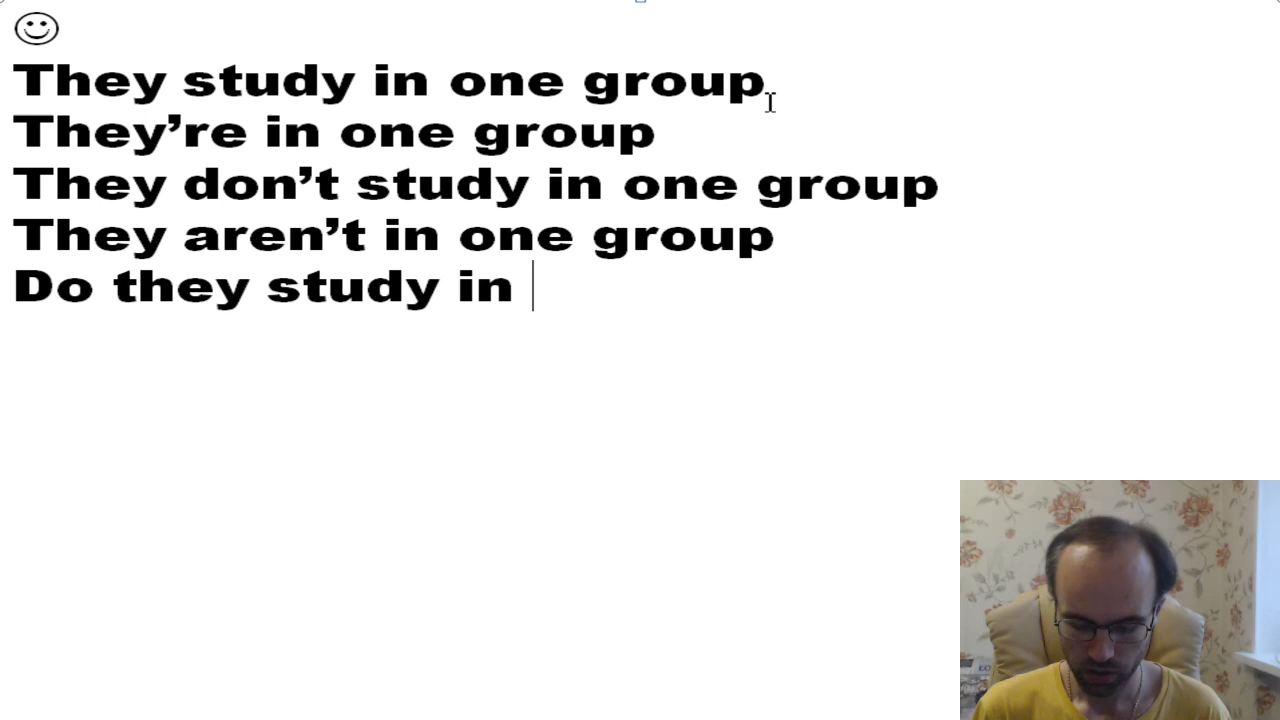 They study in one group
They’re in one group
They don’t study in one group
They aren’t in one group
Do they study in